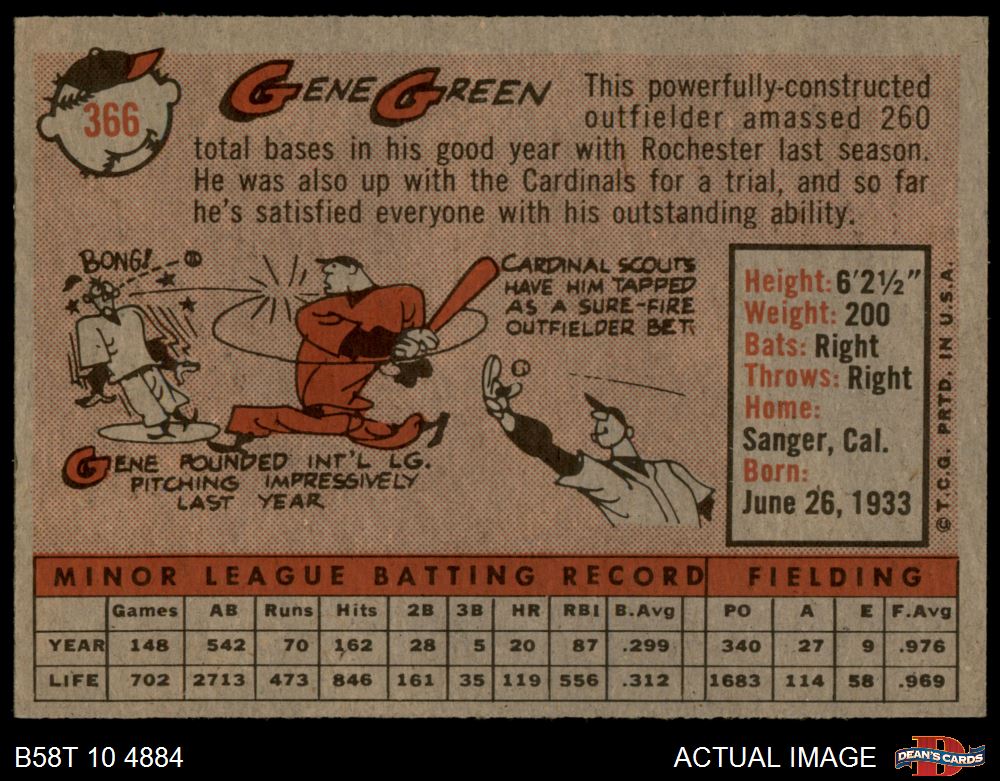 366
GENE GREEN
This powerfully-constructed
outfielder amassed 260
total bases in his good year with Rochester last season.
He was also up with the Cardinals for a trial, and so far
he's satisfied everyone with his outstanding ability.
BONG!
CARDINAL SCOUTS
HAVE HIM TAPPED
AS A SURE-FIRE
OUTFIELDER BET.
GENE POUNDED INT'L LG.
PITCHING IMPRESSIVELY
LAST YEAR
Height: 6'2½"
Weight: 200
Bats: Right
Throws: Right
Home:
Sanger, Cal.
Born:
June 26, 1933
© T.C.G. PRTD. IN U.S.A.
MINOR LEAGUE BATTING RECORD FIELDING
Games AB Runs Hits 2B 3B HR RBI B.Avg PO A E F.Avg
YEAR 148 542 70 162 28 5 20 87 .299 340 27 9 .976
LIFE 702 2713 473 846 161 35 119 556 .312 1683 114 58 .969
B58T 10 4884
ACTUAL IMAGE
D
DEAN'S CARDS